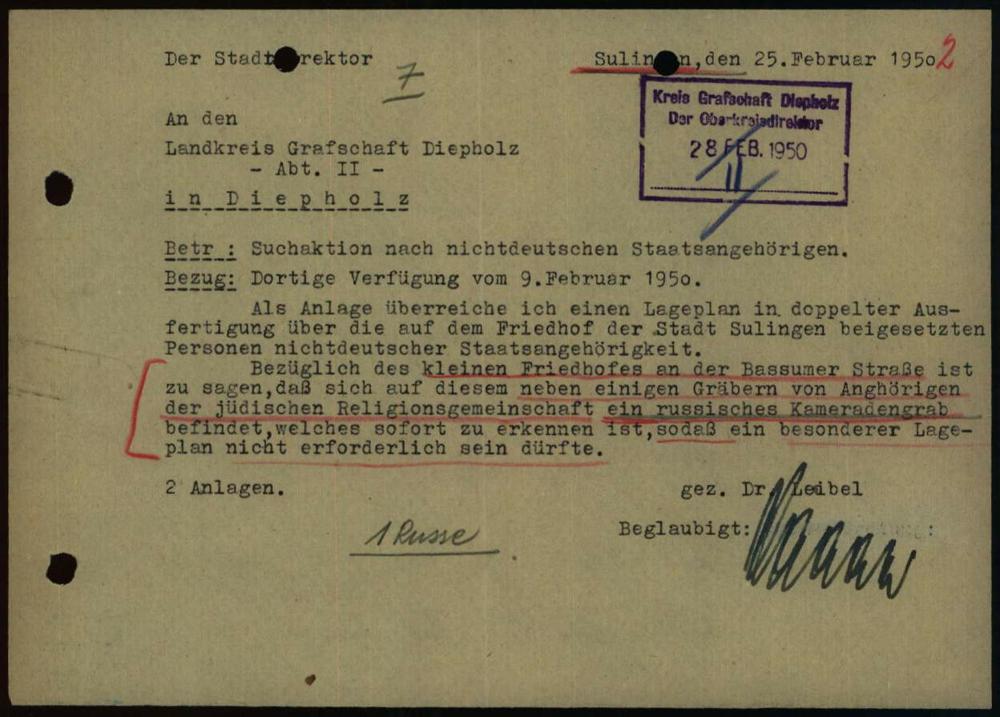 Der Stadtdirektor
Sulingen,den 25.Februar 195o
2
7
Kreis Grafschaft Diepholz
Der Oberkreisdirektor
28 FEB. 1950
II
An den
Landkreis Grafschaft Diepholz
- Abt. II -
i n D i e p h o l z
Betr : Suchaktion nach nichtdeutschen Staatsangehörigen.
Bezug: Dortige Verfügung vom 9.Februar 195o.
Als Anlage überreiche ich einen Lageplan in doppelter Aus-
fertigung über die auf dem Friedhof der Stadt Sulingen beigesetzten
Personen nichtdeutscher Staatsangehörigkeit.
Bezüglich des kleinen Friedhofes an der Bassumer Straße ist
zu sagen,daß sich auf diesem neben einigen Gräbern von Anghörigen
der jüdischen Religionsgemeinschaft ein russisches Kameradengrab
befindet,welches sofort zu erkennen ist,sodaß ein besonderer Lage-
plan nicht erforderlich sein dürfte.
2 Anlagen.
gez. Dr. Leibel
Beglaubigt:
1 Russe